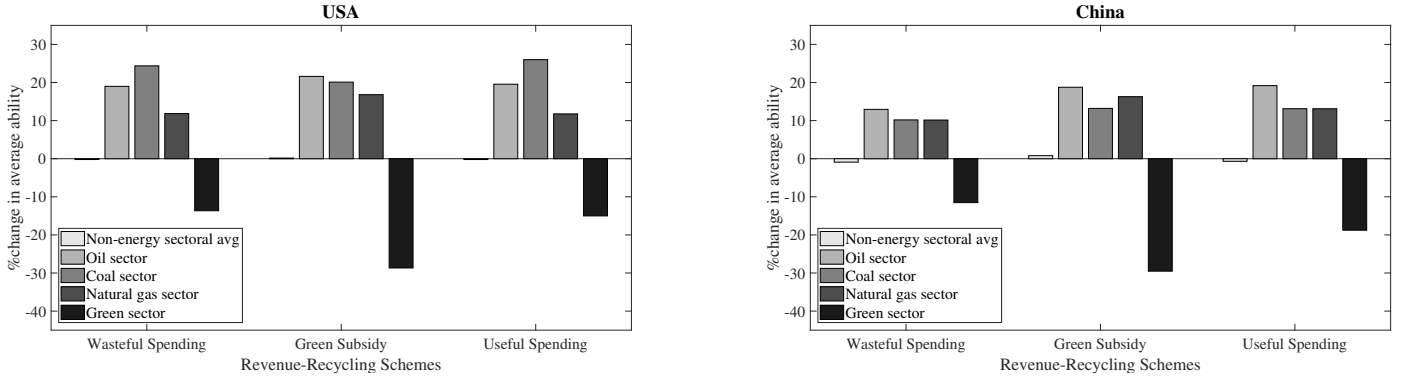 USA
%change in average ability
30
20
10
0
-10
-20
-30
-40
Non-energy sectoral avg
Oil sector
Coal sector
Natural gas sector
Green sector
Wasteful Spending
Green Subsidy
Useful Spending
Revenue-Recycling Schemes
China
%change in average ability
30
20
10
0
-10
-20
-30
-40
Non-energy sectoral avg
Oil sector
Coal sector
Natural gas sector
Green sector
Wasteful Spending
Green Subsidy
Useful Spending
Revenue-Recycling Schemes